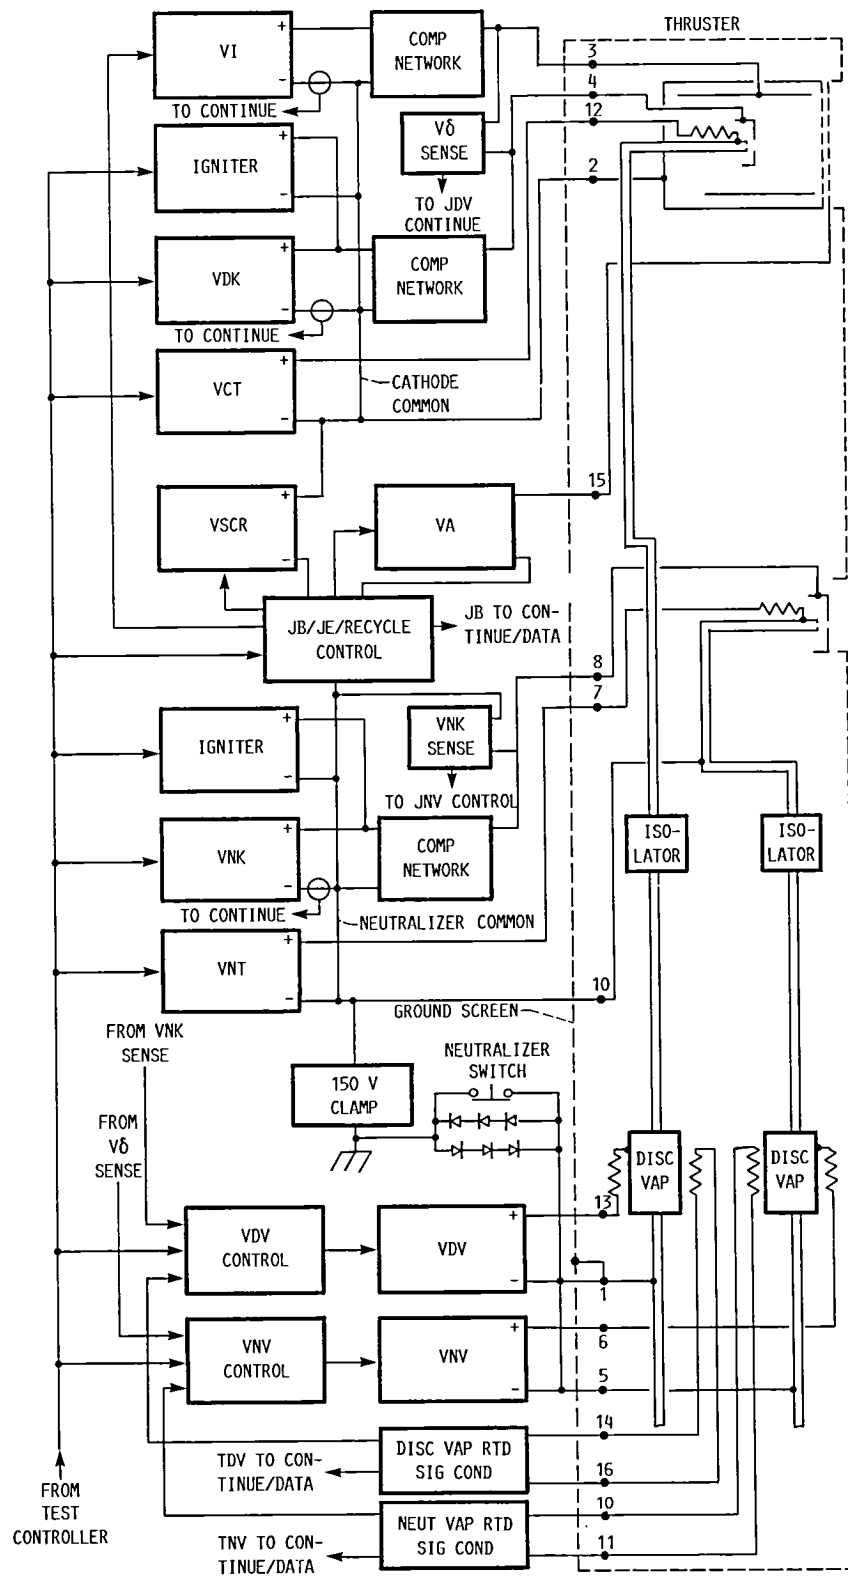 THRUSTER
VI
+
-
COMP
NETWORK
3
4
12
2
TO CONTINUE
Vδ
SENSE
TO JDV
CONTINUE
IGNITER
+
-
VDK
+
-
COMP
NETWORK
TO CONTINUE
VCT
+
-
CATHODE
COMMON
VSCR
+
-
VA
15
JB/JE/RECYCLE
CONTROL
JB TO CON-
TINUE/DATA
8
7
IGNITER
+
-
VNK
SENSE
TO JNV CONTROL
VNK
+
-
COMP
NETWORK
ISO-
LATOR
ISO-
LATOR
TO CONTINUE
NEUTRALIZER COMMON
VNT
+
-
10
GROUND SCREEN
FROM VNK
SENSE
150 V
CLAMP
NEUTRALIZER
SWITCH
FROM
Vδ
SENSE
DISC
VAP
DISC
VAP
13
VDV
CONTROL
VDV
+
-
1
VNV
CONTROL
VNV
+
-
6
5
14
DISC VAP RTD
SIG COND
TDV TO CON-
TINUE/DATA
16
10
NEUT VAP RTD
SIG COND
11
TNV TO CON-
TINUE/DATA
FROM
TEST
CONTROLLER